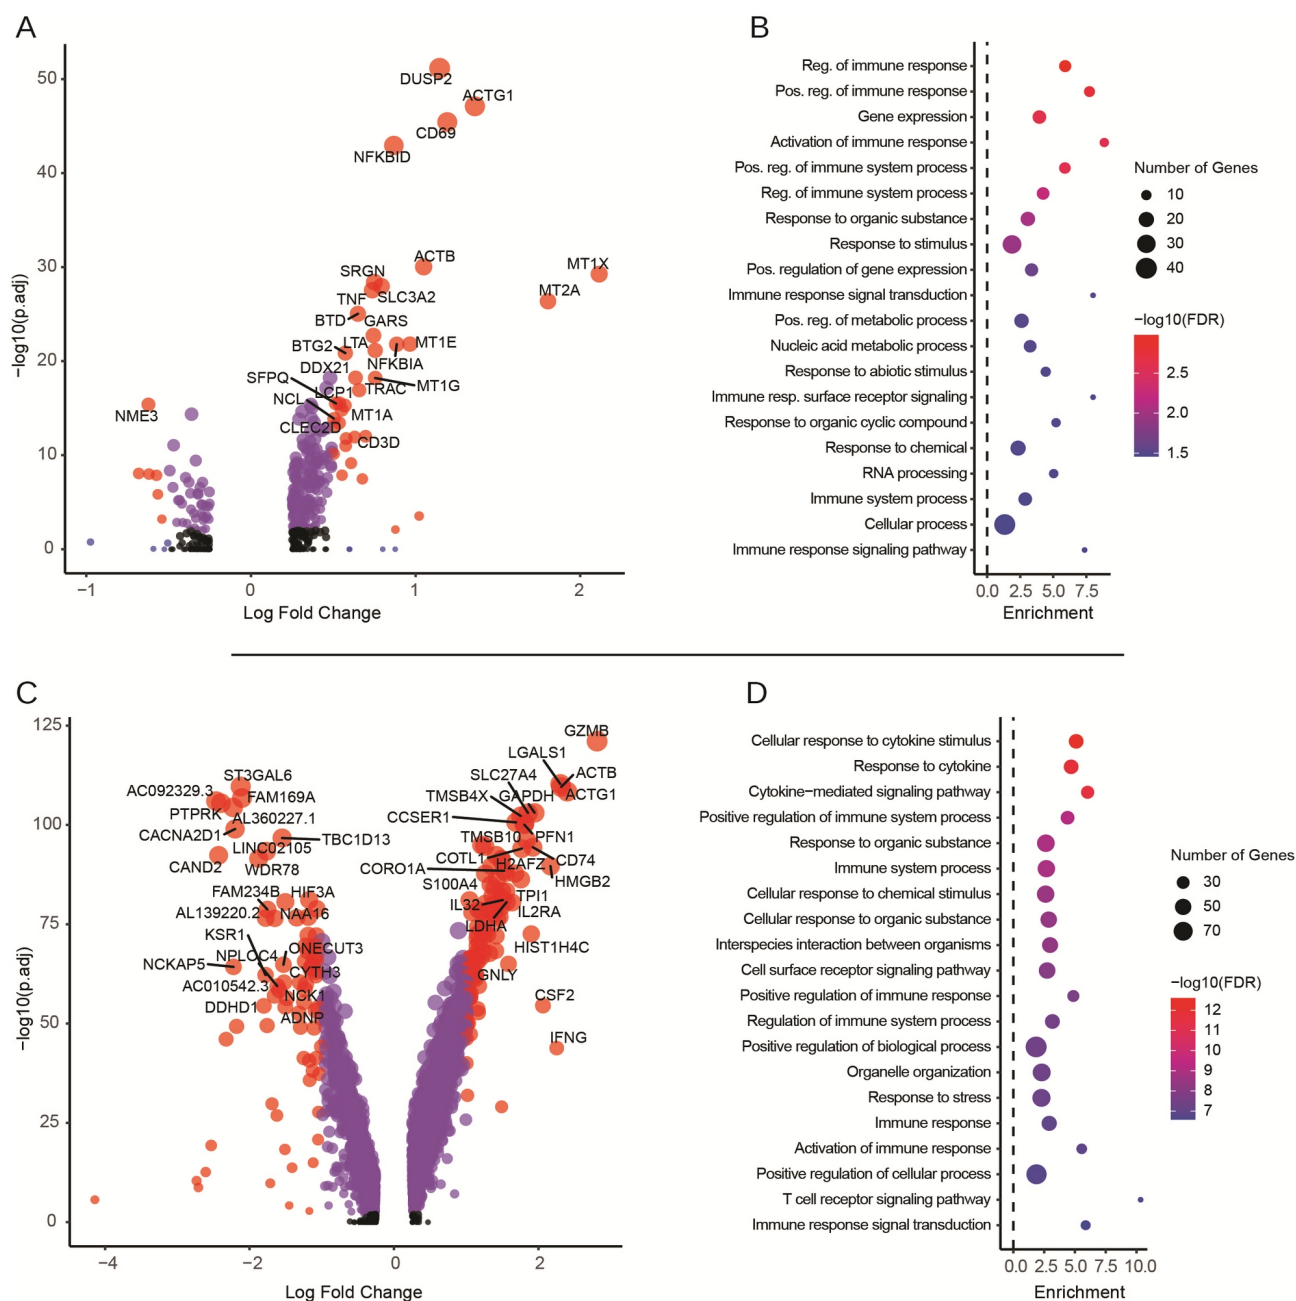 A
−log10(p.adj)
50
40
30
20
10
0
DUSP2
ACTG1
CD69
NFKBID
ACTB
MT1X
SRGN
MT2A
TNF
SLC3A2
BTD
GARS
BTG2
LTA
MT1E
NFKBIA
DDX21
SFPQ
LCP1
TRAC
MT1G
NCL
MT1A
CLEC2D
CD3D
NME3
−1
0
1
2
Log Fold Change
B
Reg. of immune response
Pos. reg. of immune response
Gene expression
Activation of immune response
Pos. reg. of immune system process
Reg. of immune system process
Response to organic substance
Response to stimulus
Pos. regulation of gene expression
Immune response signal transduction
Pos. reg. of metabolic process
Nucleic acid metabolic process
Response to abiotic stimulus
Immune resp. surface receptor signaling
Response to organic cyclic compound
Response to chemical
RNA processing
Immune system process
Cellular process
Immune response signaling pathway
0.0
2.5
5.0
7.5
Enrichment
Number of Genes
10
20
30
40
−log10(FDR)
2.5
2.0
1.5
C
−log10(p.adj)
125
100
75
50
25
0
GZMB
LGALS1
ACTB
SLC27A4
ACTG1
TMSB4X
GAPDH
CCSER1
PFN1
TMSB10
COTL1
CD74
H2AFZ
CORO1A
HMGB2
S100A4
TPI1
IL32
IL2RA
LDHA
HIST1H4C
GNLY
CSF2
IFNG
ST3GAL6
AC092329.3
FAM169A
PTPRK
AL360227.1
CACNA2D1
TBC1D13
LINC02105
CAND2
WDR78
FAM234B
HIF3A
AL139220.2
NAA16
KSR1
ONECUT3
NPLOC4
NCKAP5
CYTH3
AC010542.3
NCK1
DDHD1
ADNP
−4
−2
0
2
Log Fold Change
D
Cellular response to cytokine stimulus
Response to cytokine
Cytokine−mediated signaling pathway
Positive regulation of immune system process
Response to organic substance
Immune system process
Cellular response to chemical stimulus
Cellular response to organic substance
Interspecies interaction between organisms
Cell surface receptor signaling pathway
Positive regulation of immune response
Regulation of immune system process
Positive regulation of biological process
Organelle organization
Response to stress
Immune response
Activation of immune response
Positive regulation of cellular process
T cell receptor signaling pathway
Immune response signal transduction
0.0
2.5
5.0
7.5
10.0
Enrichment
Number of Genes
30
50
70
−log10(FDR)
12
11
10
9
8
7